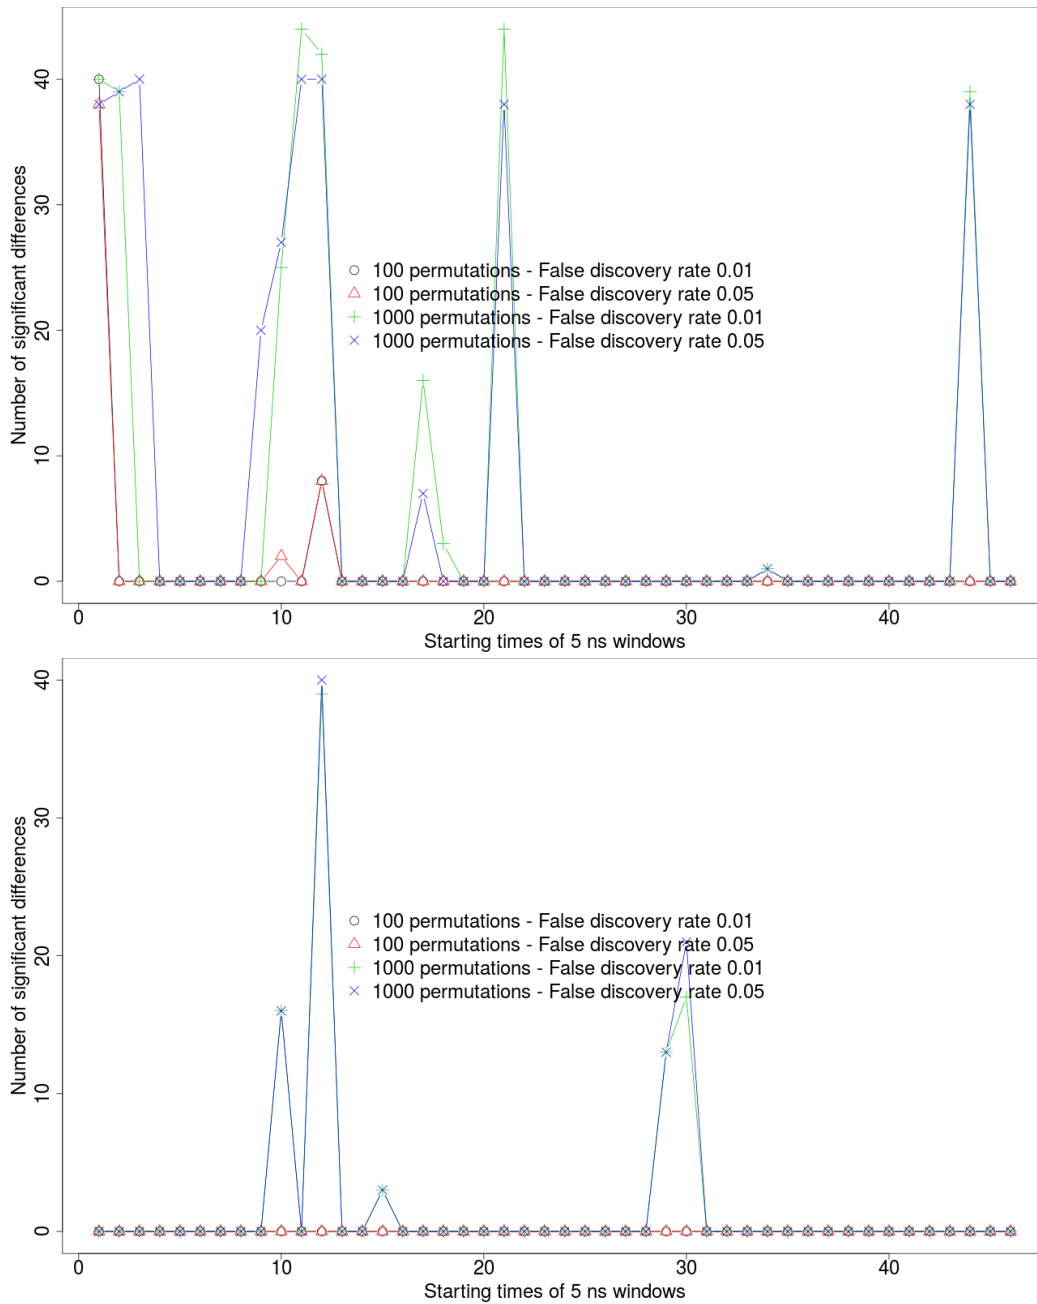 Number of significant differences
40
30
20
10
0
100 permutations - False discovery rate 0.01
100 permutations - False discovery rate 0.05
1000 permutations - False discovery rate 0.01
1000 permutations - False discovery rate 0.05
0 10 20 30 40
Starting times of 5 ns windows
Number of significant differences
40
30
20
10
0
100 permutations - False discovery rate 0.01
100 permutations - False discovery rate 0.05
1000 permutations - False discovery rate 0.01
1000 permutations - False discovery rate 0.05
0 10 20 30 40
Starting times of 5 ns windows